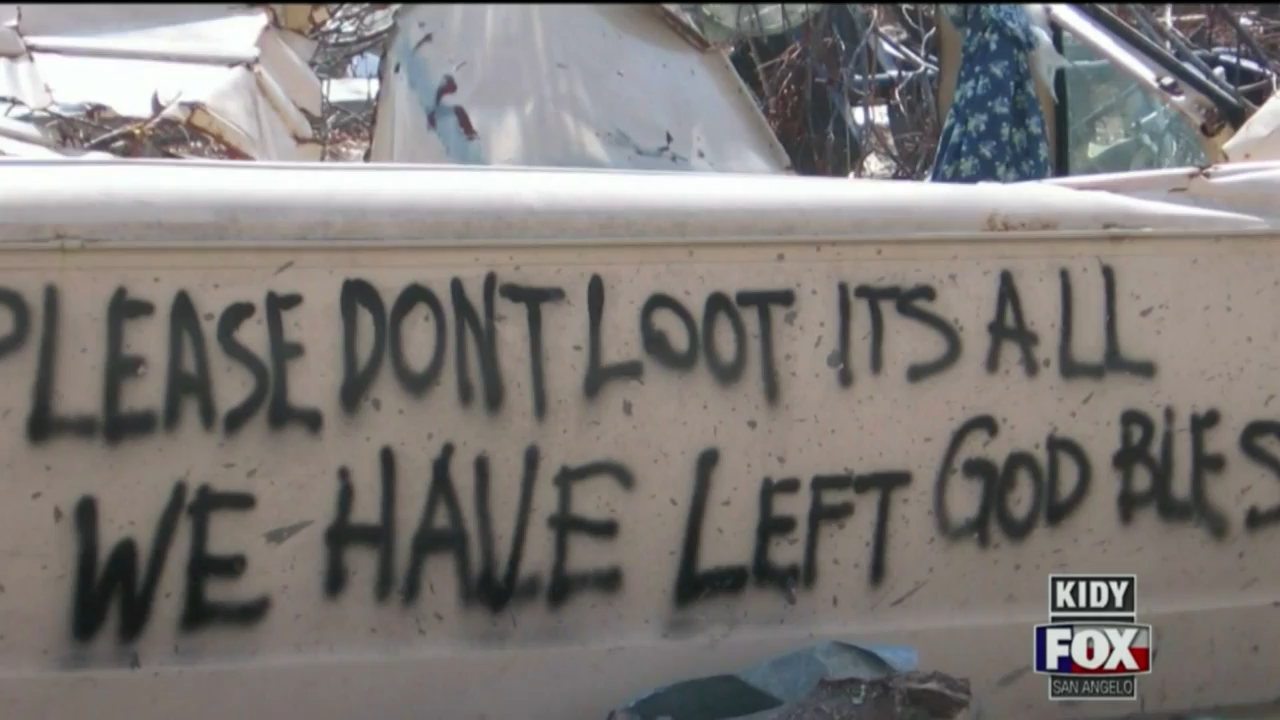 PLEASE DONT LOOT ITS ALL
WE HAVE LEFT GOD BLES
KIDY
FOX
SAN ANGELO